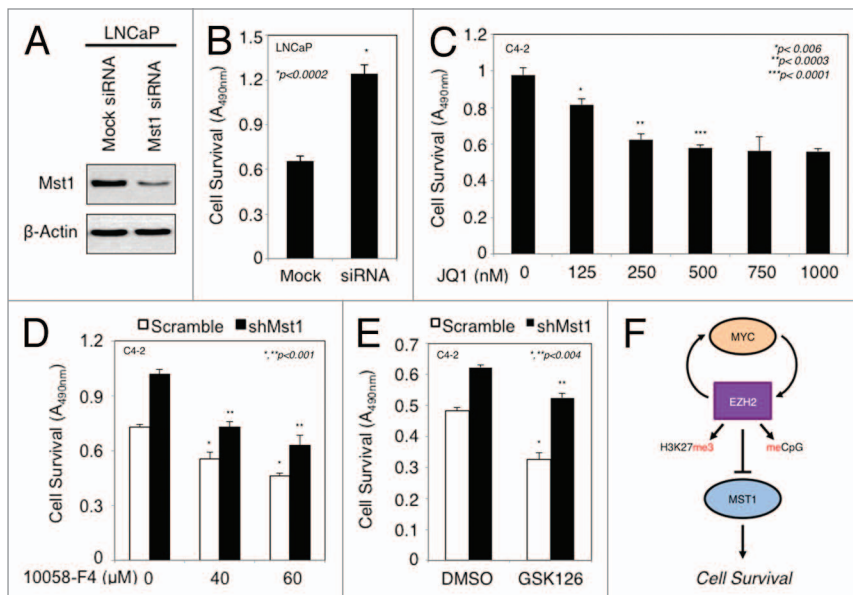 A
LNCaP
Mock siRNA
Mst1 siRNA
Mst1
β-Actin
B
LNCaP
*p<0.0002
*
Cell Survival (A490nm)
1.5
1.2
0.9
0.6
0.3
0
Mock siRNA
C
C4-2
*p< 0.006
**p< 0.0003
***p< 0.0001
*
**
***
Cell Survival (A490nm)
1.2
1
0.8
0.6
0.4
0.2
0
JQ1 (nM) 0 125 250 500 750 1000
D
Scramble shMst1
C4-2
*,**p<0.001
* **
* **
Cell Survival (A490nm)
1.2
0.9
0.6
0.3
0
10058-F4 (µM) 0 40 60
E
Scramble shMst1
C4-2
*,**p<0.004
* **
Cell Survival (A490nm)
0.7
0.6
0.5
0.4
0.3
0.2
0.1
0
DMSO GSK126
F
MYC
EZH2
H3K27me3 meCpG
MST1
Cell Survival